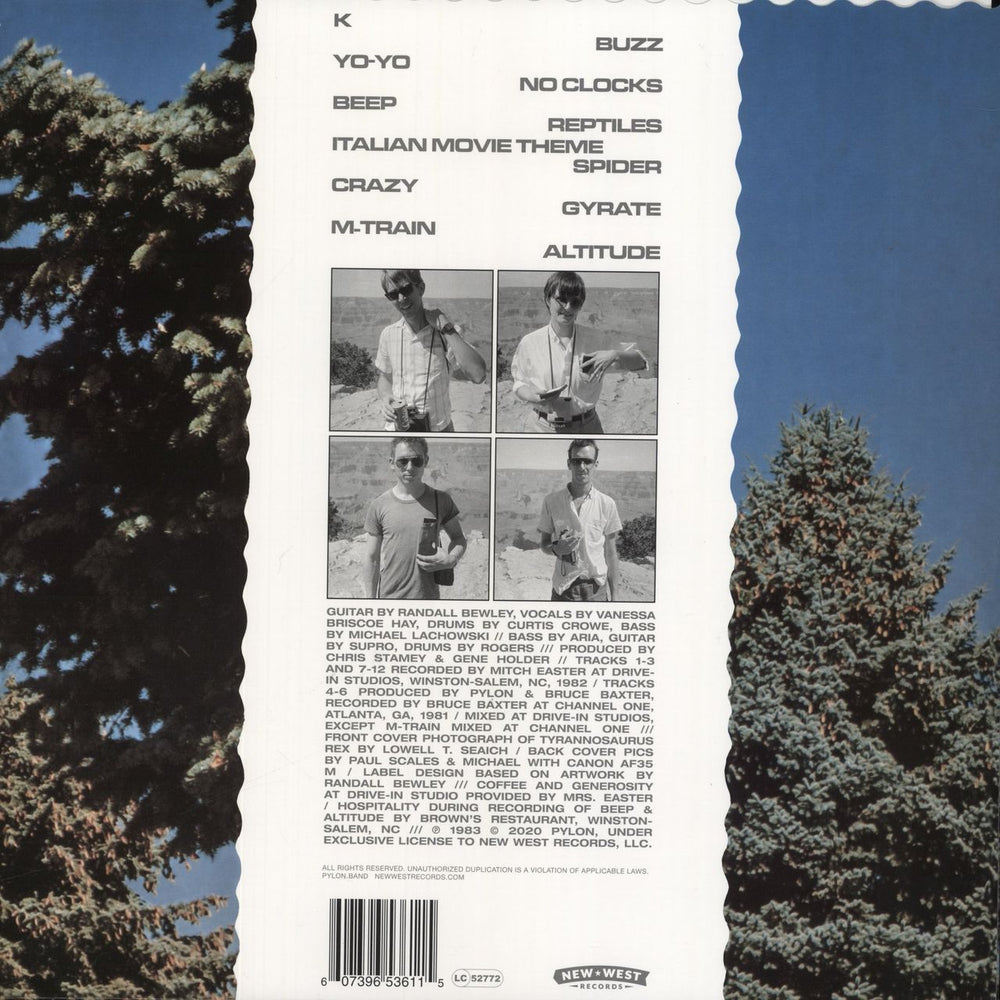 K
BUZZ
YO-YO
NO CLOCKS
BEEP
REPTILES
ITALIAN MOVIE THEME
SPIDER
CRAZY
GYRATE
M-TRAIN
ALTITUDE
GUITAR BY RANDALL BEWLEY, VOCALS BY VANESSA
BRISCOE HAY, DRUMS BY CURTIS CROWE, BASS
BY MICHAEL LACHOWSKI // BASS BY ARIA, GUITAR
BY SUPRO, DRUMS BY ROGERS /// PRODUCED BY
CHRIS STAMEY & GENE HOLDER // TRACKS 1-3
AND 7-12 RECORDED BY MITCH EASTER AT DRIVE-
IN STUDIOS, WINSTON-SALEM, NC, 1982 / TRACKS
4-6 PRODUCED BY PYLON & BRUCE BAXTER,
RECORDED BY BRUCE BAXTER AT CHANNEL ONE,
ATLANTA, GA, 1981 / MIXED AT DRIVE-IN STUDIOS,
EXCEPT M-TRAIN MIXED AT CHANNEL ONE ///
FRONT COVER PHOTOGRAPH OF TYRANNOSAURUS
REX BY LOWELL T. SEAICH / BACK COVER PICS
BY PAUL SCALES & MICHAEL WITH CANON AF35
M / LABEL DESIGN BASED ON ARTWORK BY
RANDALL BEWLEY /// COFFEE AND GENEROSITY
AT DRIVE-IN STUDIO PROVIDED BY MRS. EASTER
/ HOSPITALITY DURING RECORDING OF BEEP &
ALTITUDE BY BROWN'S RESTAURANT, WINSTON-
SALEM, NC /// ℗ 1983 © 2020 PYLON, UNDER
EXCLUSIVE LICENSE TO NEW WEST RECORDS, LLC.
ALL RIGHTS RESERVED. UNAUTHORIZED DUPLICATION IS A VIOLATION OF APPLICABLE LAWS.
PYLON.BAND NEWWESTRECORDS.COM
6 07396 53611 5
LC 52772
NEW★WEST
RECORDS